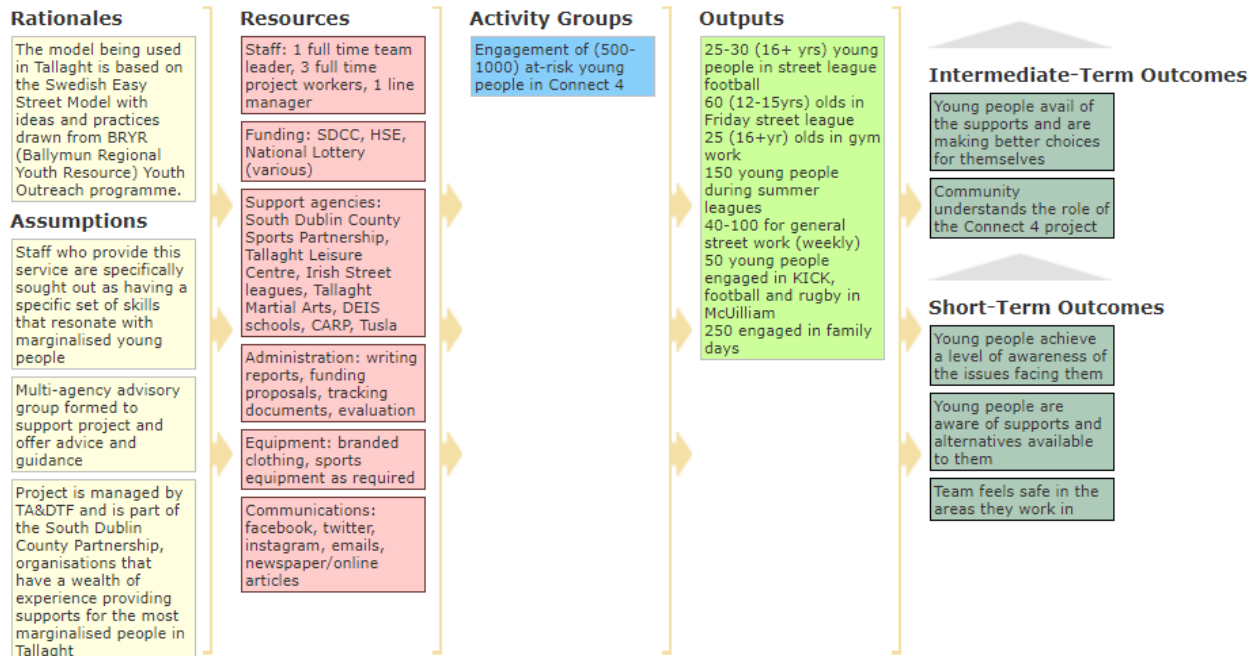 Rationales
The model being used
in Tallaght is based on
the Swedish Easy
Street Model with
ideas and practices
drawn from BRYR
(Ballymun Regional
Youth Resource) Youth
Outreach programme.
Assumptions
Staff who provide this
service are specifically
sought out as having a
specific set of skills
that resonate with
marginalised young
people
Multi-agency advisory
group formed to
support project and
offer advice and
guidance
Project is managed by
TA&DTF and is part of
the South Dublin
County Partnership,
organisations that
have a wealth of
experience providing
supports for the most
marginalised people in
Tallaght
Resources
Staff: 1 full time team
leader, 3 full time
project workers, 1 line
manager
Funding: SDCC, HSE,
National Lottery
(various)
Support agencies:
South Dublin County
Sports Partnership,
Tallaght Leisure
Centre, Irish Street
leagues, Tallaght
Martial Arts, DEIS
schools, CARP, Tusla
Administration: writing
reports, funding
proposals, tracking
documents, evaluation
Equipment: branded
clothing, sports
equipment as required
Communications:
facebook, twitter,
instagram, emails,
newspaper/online
articles
Activity Groups
Engagement of (500-
1000) at-risk young
people in Connect 4
Outputs
25-30 (16+ yrs) young
people in street league
football
60 (12-15yrs) olds in
Friday street league
25 (16+yr) olds in gym
work
150 young people
during summer
leagues
40-100 for general
street work (weekly)
50 young people
engaged in KICK,
football and rugby in
McUilliam
250 engaged in family
days
Intermediate-Term Outcomes
Young people avail of
the supports and are
making better choices
for themselves
Community
understands the role of
the Connect 4 project
Short-Term Outcomes
Young people achieve
a level of awareness of
the issues facing them
Young people are
aware of supports and
alternatives available
to them
Team feels safe in the
areas they work in